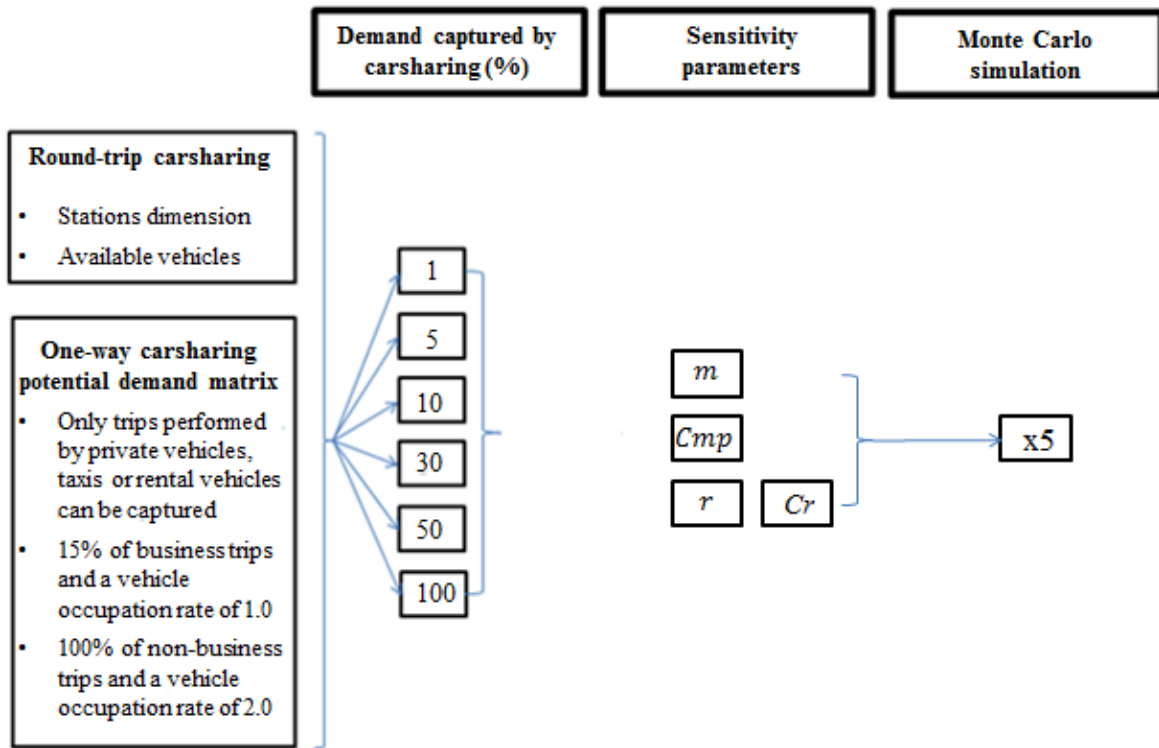 Demand captured by
carsharing (%)
Sensitivity
parameters
Monte Carlo
simulation
Round-trip carsharing
• Stations dimension
• Available vehicles
One-way carsharing
potential demand matrix
• Only trips performed
by private vehicles,
taxis or rental vehicles
can be captured
• 15% of business trips
and a vehicle
occupation rate of 1.0
• 100% of non-business
trips and a vehicle
occupation rate of 2.0
1
5
10
30
50
100
m
Cmp
r
Cr
x5